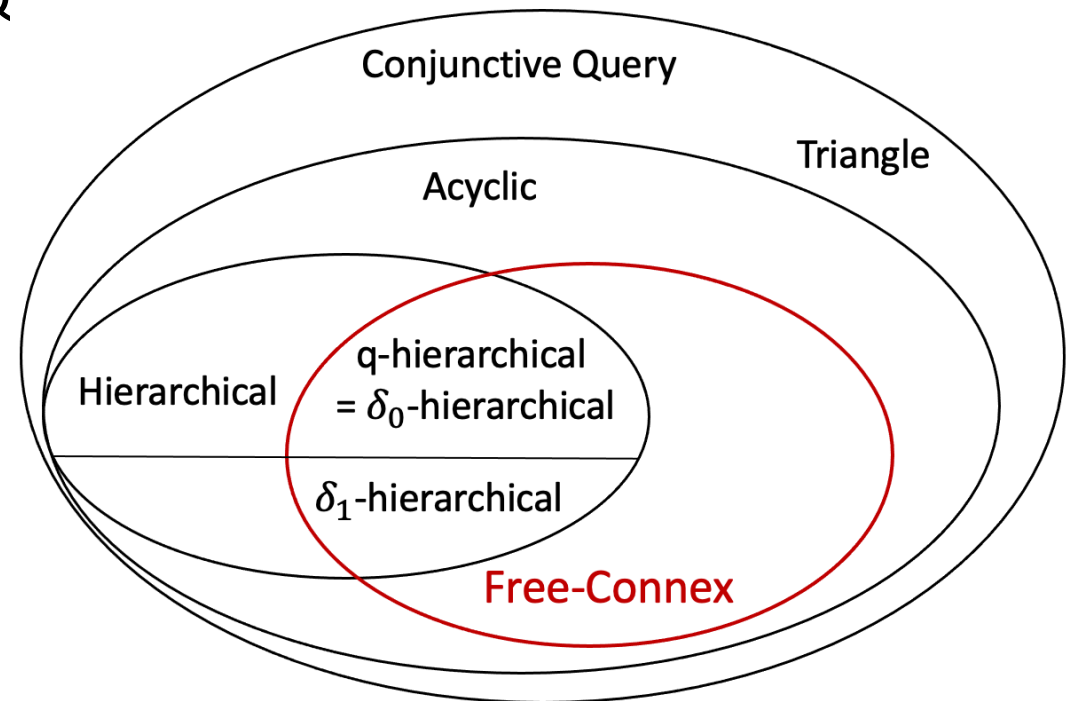 Conjunctive Query
Triangle
Acyclic
q-hierarchical
= δ₀-hierarchical
Hierarchical
δ₁-hierarchical
Free-Connex